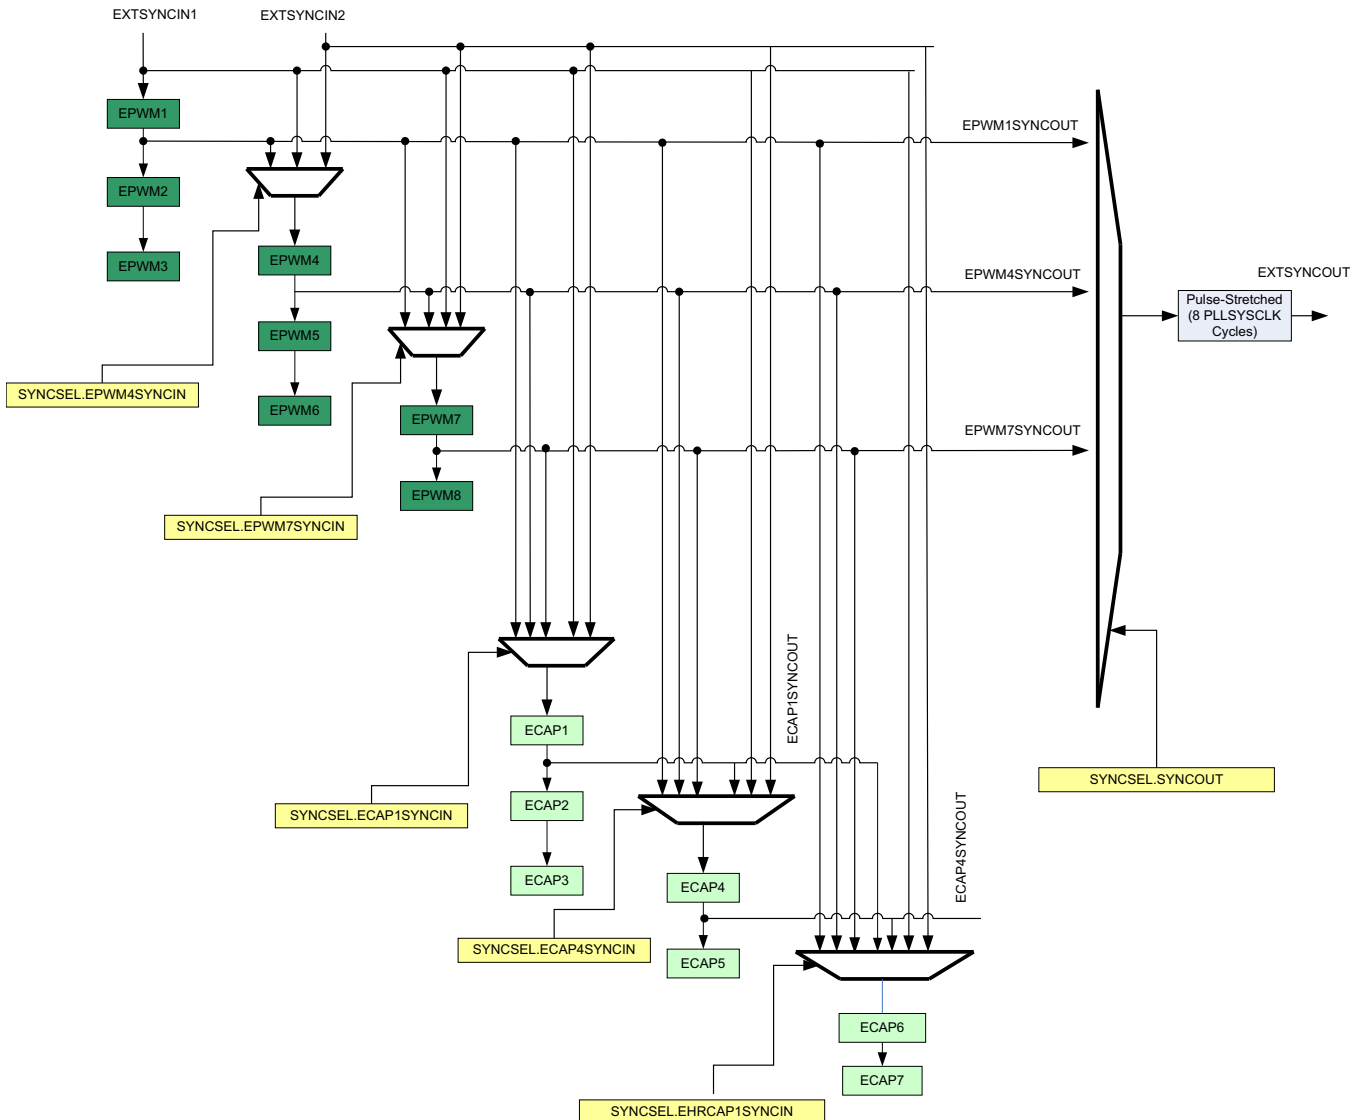 EXTSYNCIN1
EXTSYNCIN2
EPWM1
EPWM1SYNCOUT
EPWM2
EPWM3
EPWM4
EPWM4SYNCOUT
EXTSYNCOUT
Pulse-Stretched
(8 PLLSYSCLK
Cycles)
EPWM5
SYNCSEL.EPWM4SYNCIN
EPWM6
EPWM7
EPWM7SYNCOUT
EPWM8
SYNCSEL.EPWM7SYNCIN
ECAP1SYNCOUT
ECAP1
SYNCSEL.SYNCOUT
ECAP2
SYNCSEL.ECAP1SYNCIN
ECAP3
ECAP4SYNCOUT
ECAP4
SYNCSEL.ECAP4SYNCIN
ECAP5
ECAP6
ECAP7
SYNCSEL.EHRCAP1SYNCIN